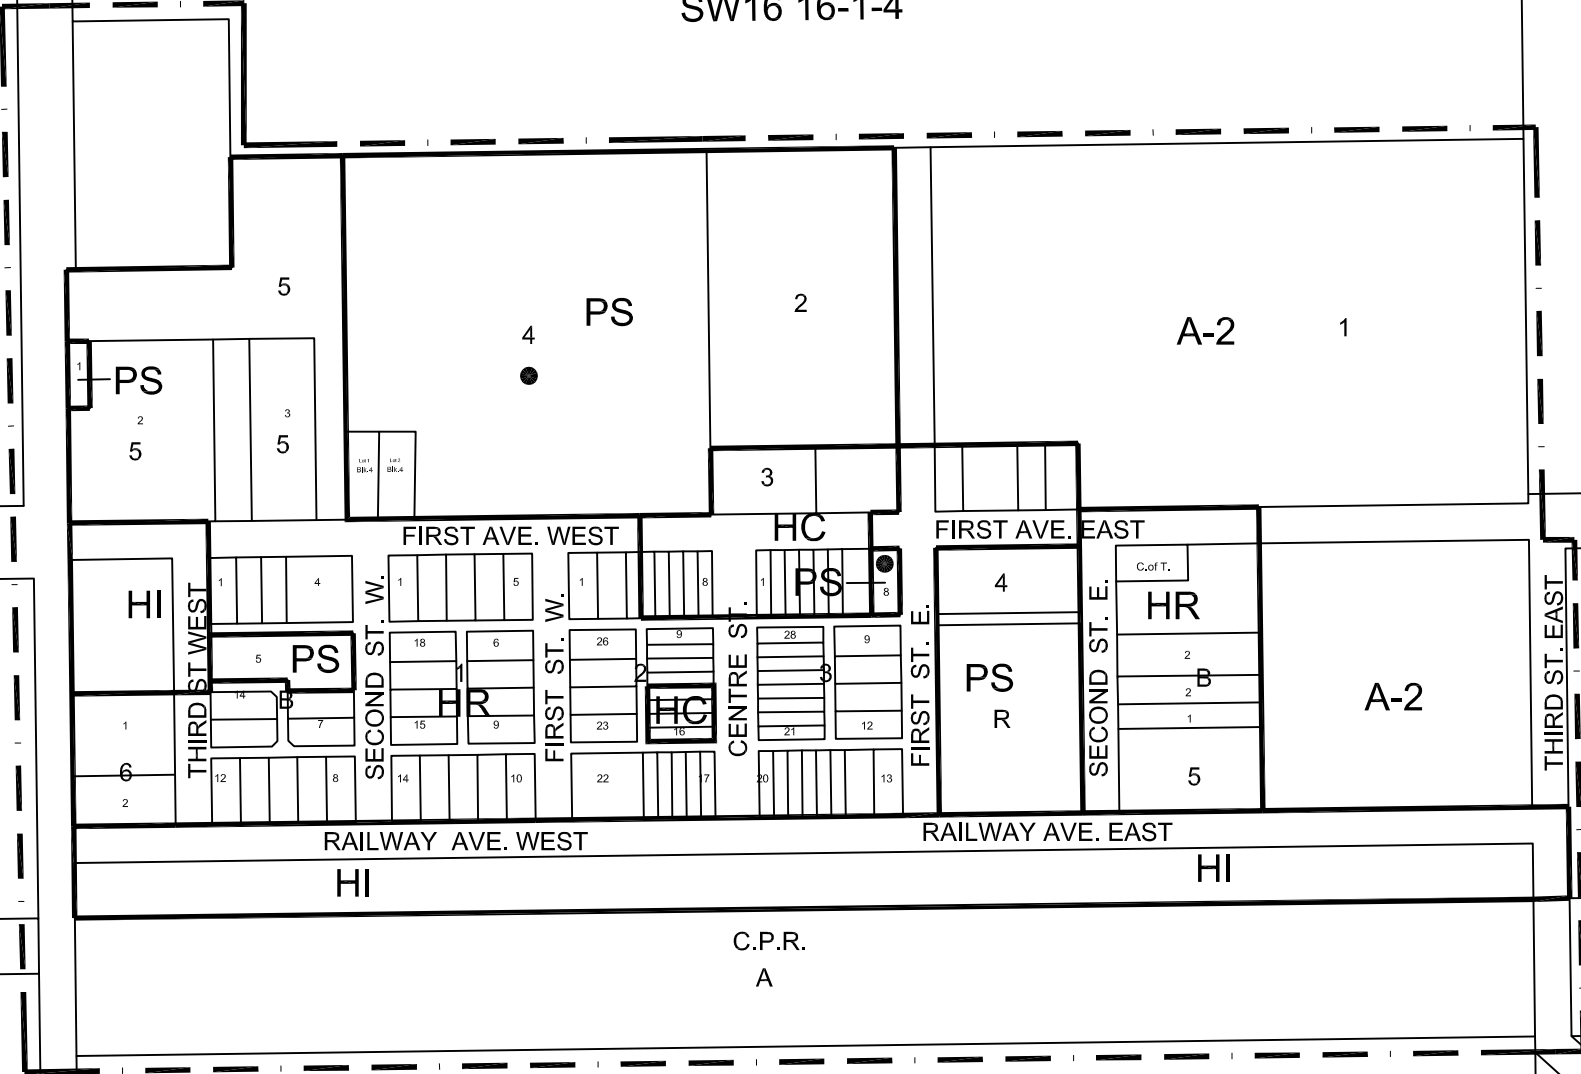 SW16 16-1-4
5
4
PS
2
A-2
1
1
PS
2
5
3
5
Lot 1
Blk.4
Lot 2
Blk.4
3
FIRST AVE. WEST
HC
FIRST AVE. EAST
HI
THIRD ST WEST
1
4
SECOND ST. W.
1
5
FIRST ST. W.
1
8
CENTRE ST.
1
PS
8
FIRST ST. E.
4
SECOND ST. E.
C.of T.
HR
THIRD ST. EAST
5
PS
18
6
26
9
28
9
2
1
2
3
PS
R
B
2
1
A-2
14
B
7
HR
15
9
23
HC
16
21
12
1
6
2
12
8
14
10
22
17
20
13
5
RAILWAY AVE. WEST
RAILWAY AVE. EAST
HI
HI
C.P.R.
A